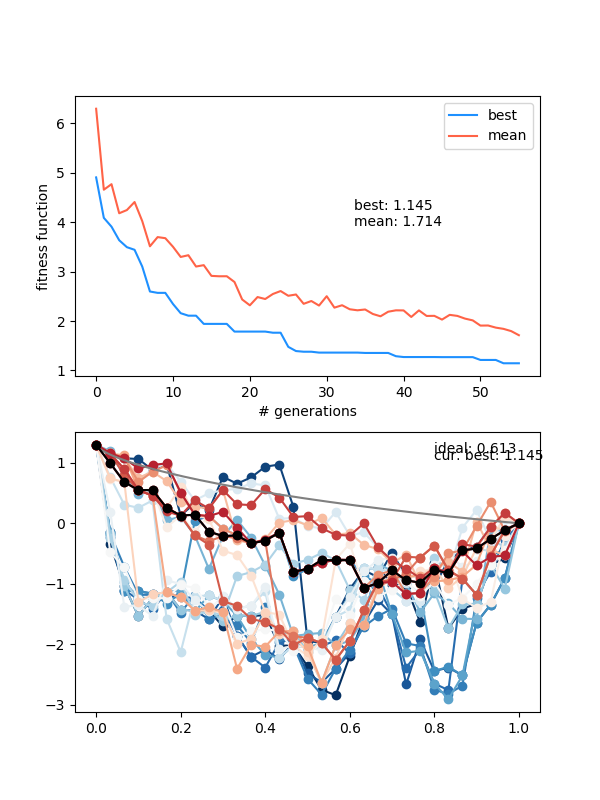 6
5
4
3
2
1
fitness function
best
mean
best: 1.145
mean: 1.714
0
10
20
30
40
50
# generations
ideal: 0.613
cur. best: 1.145
1
0
−1
−2
−3
0.0
0.2
0.4
0.6
0.8
1.0